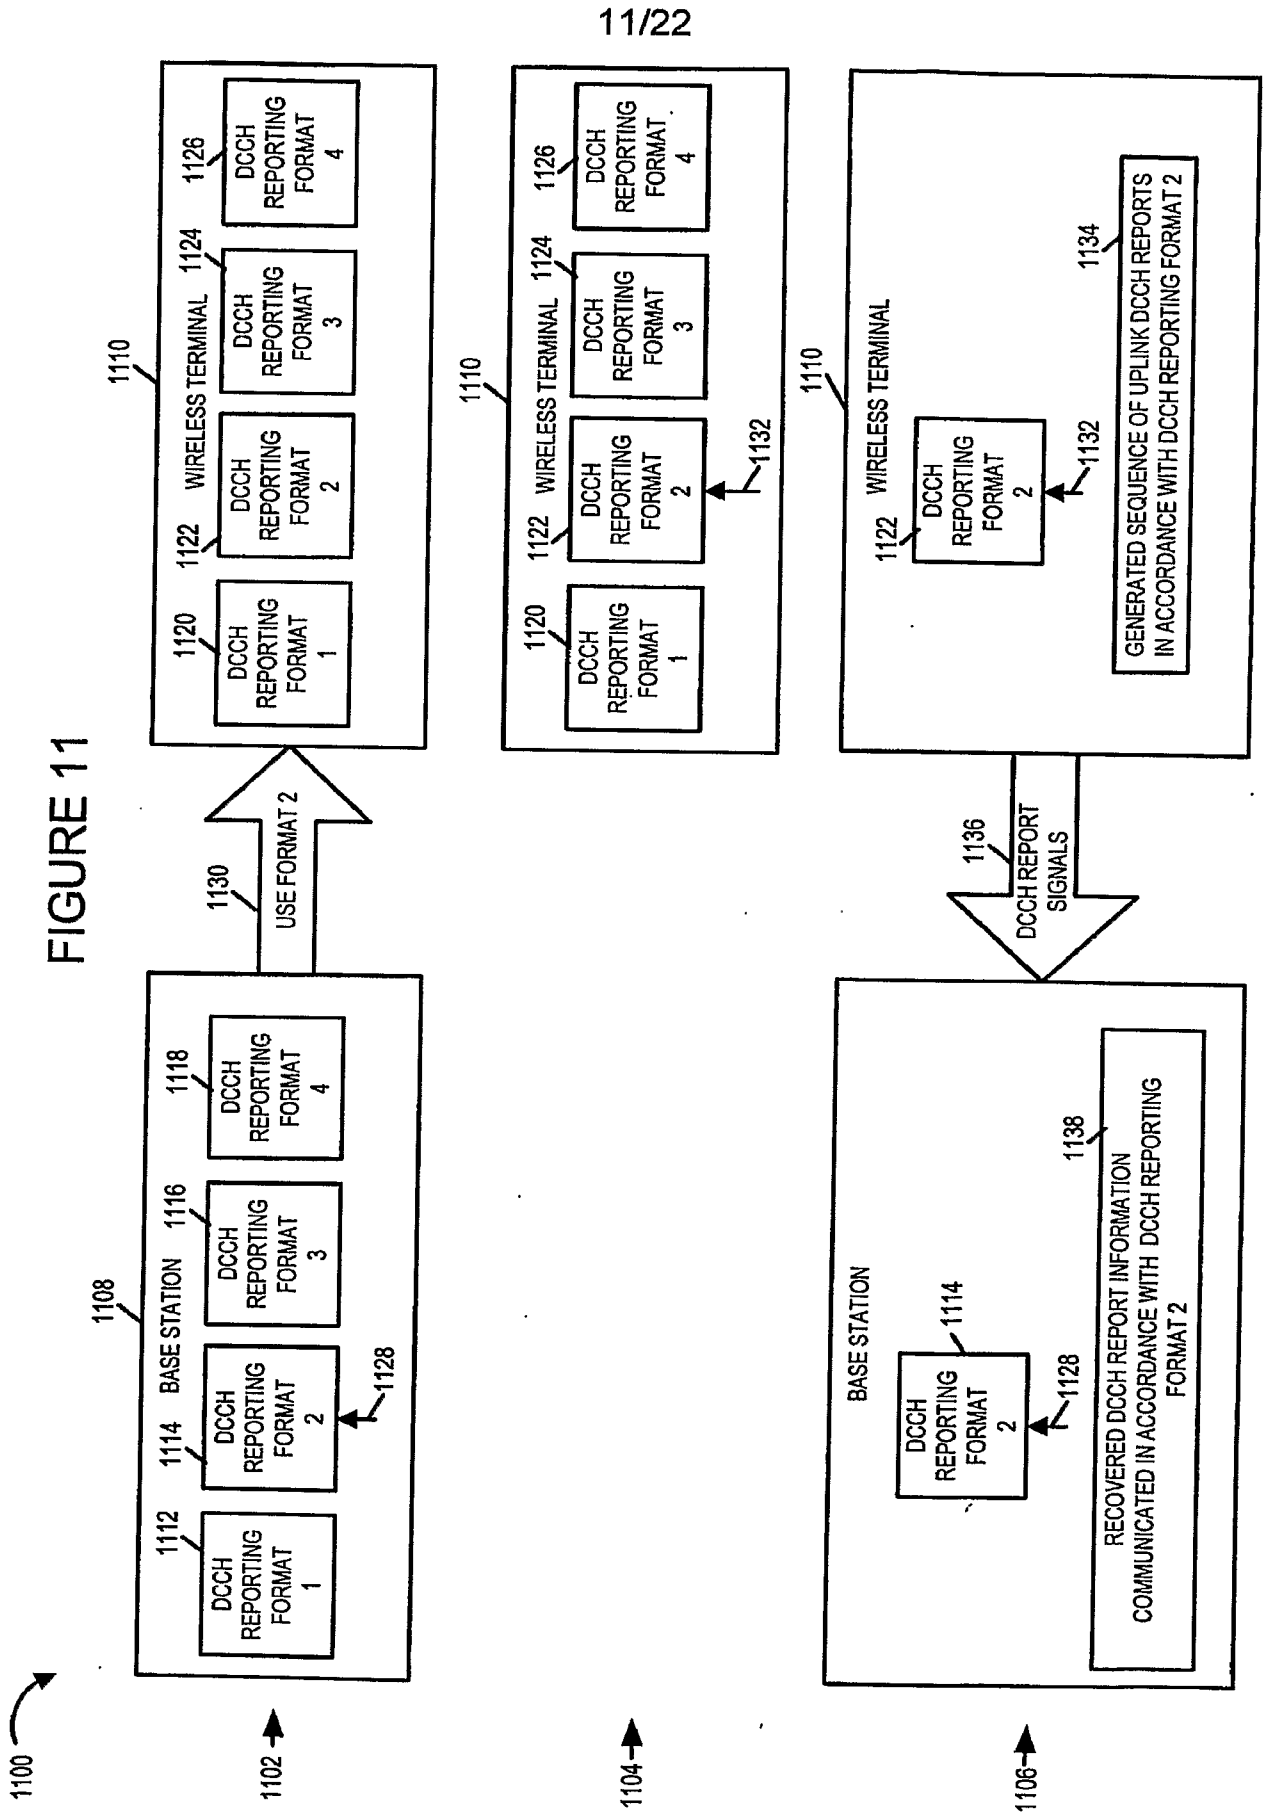 11/22
FIGURE 11
1100
1102
1108
BASE STATION
1112
DCCH
REPORTING
FORMAT
1
1114
DCCH
REPORTING
FORMAT
2
1128
1116
DCCH
REPORTING
FORMAT
3
1118
DCCH
REPORTING
FORMAT
4
1130
USE FORMAT 2
1110
WIRELESS TERMINAL
1120
DCCH
REPORTING
FORMAT
1
1122
DCCH
REPORTING
FORMAT
2
1124
DCCH
REPORTING
FORMAT
3
1126
DCCH
REPORTING
FORMAT
4
1104
1110
WIRELESS TERMINAL
1120
DCCH
REPORTING
FORMAT
1
1122
DCCH
REPORTING
FORMAT
2
1132
1124
DCCH
REPORTING
FORMAT
3
1126
DCCH
REPORTING
FORMAT
4
1106
BASE STATION
1114
DCCH
REPORTING
FORMAT
2
1128
1138
RECOVERED DCCH REPORT INFORMATION
COMMUNICATED IN ACCORDANCE WITH DCCH REPORTING
FORMAT 2
1136
DCCH REPORT
SIGNALS
1110
WIRELESS TERMINAL
1122
DCCH
REPORTING
FORMAT
2
1132
1134
GENERATED SEQUENCE OF UPLINK DCCH REPORTS
IN ACCORDANCE WITH DCCH REPORTING FORMAT 2